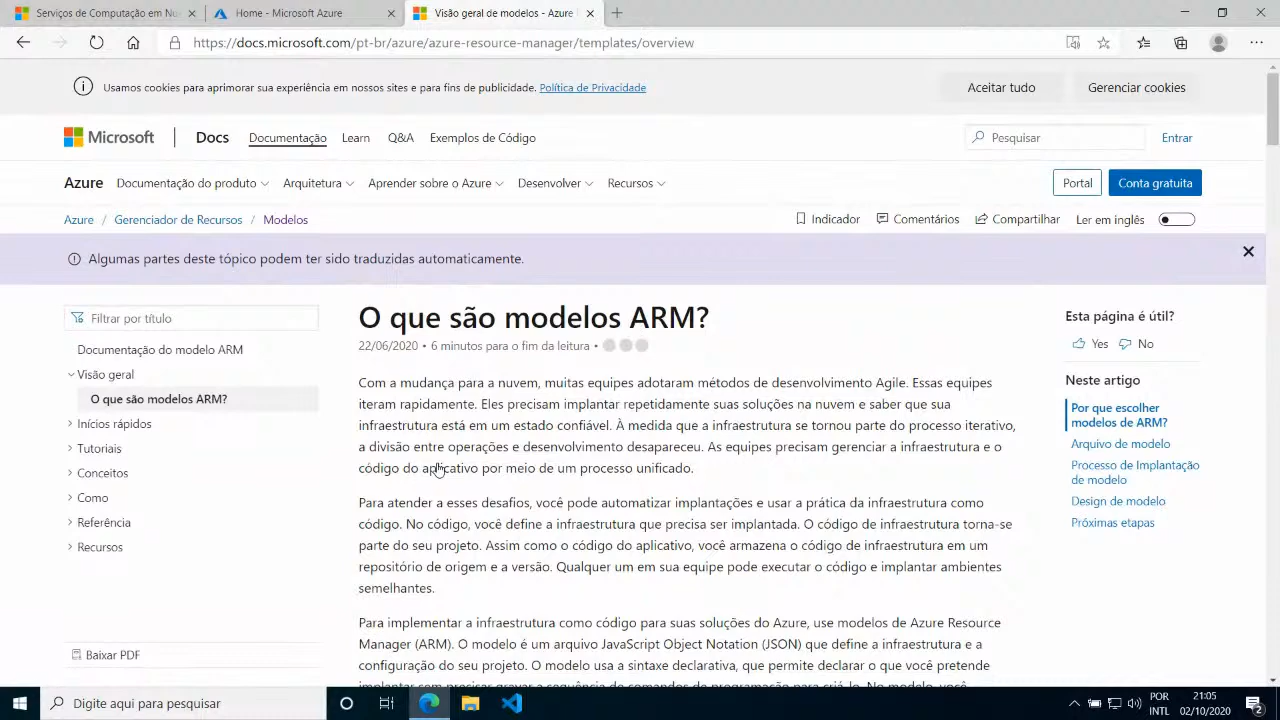 Serviços de Computação em Nu
Home - Microsoft Azure
Visão geral de modelos - Azure
https://docs.microsoft.com/pt-br/azure/azure-resource-manager/templates/overview
Usamos cookies para aprimorar sua experiência em nossos sites e para fins de publicidade. Política de Privacidade
Aceitar tudo
Gerenciar cookies
Microsoft
Docs
Documentação
Learn
Q&A
Exemplos de Código
Pesquisar
Entrar
Azure
Documentação do produto
Arquitetura
Aprender sobre o Azure
Desenvolver
Recursos
Portal
Conta gratuita
Azure / Gerenciador de Recursos / Modelos
Indicador
Comentários
Compartilhar
Ler em inglês
Algumas partes deste tópico podem ter sido traduzidas automaticamente.
Filtrar por título
Documentação do modelo ARM
Visão geral
O que são modelos ARM?
Inícios rápidos
Tutoriais
Conceitos
Como
Referência
Recursos
Baixar PDF
O que são modelos ARM?
22/06/2020 • 6 minutos para o fim da leitura •
Com a mudança para a nuvem, muitas equipes adotaram métodos de desenvolvimento Agile. Essas equipes
iteram rapidamente. Eles precisam implantar repetidamente suas soluções na nuvem e saber que sua
infraestrutura está em um estado confiável. À medida que a infraestrutura se tornou parte do processo iterativo,
a divisão entre operações e desenvolvimento desapareceu. As equipes precisam gerenciar a infraestrutura e o
código do aplicativo por meio de um processo unificado.
Para atender a esses desafios, você pode automatizar implantações e usar a prática da infraestrutura como
código. No código, você define a infraestrutura que precisa ser implantada. O código de infraestrutura torna-se
parte do seu projeto. Assim como o código do aplicativo, você armazena o código de infraestrutura em um
repositório de origem e a versão. Qualquer um em sua equipe pode executar o código e implantar ambientes
semelhantes.
Para implementar a infraestrutura como código para suas soluções do Azure, use modelos de Azure Resource
Manager (ARM). O modelo é um arquivo JavaScript Object Notation (JSON) que define a infraestrutura e a
configuração do seu projeto. O modelo usa a sintaxe declarativa, que permite declarar o que você pretende
implantar sem precisar gravar a sequência de comandos de programação para criá-lo. No modelo, você
Esta página é útil?
Yes
No
Neste artigo
Por que escolher
modelos de ARM?
Arquivo de modelo
Processo de Implantação
de modelo
Design de modelo
Próximas etapas
Digite aqui para pesquisar
POR
INTL
21:05
02/10/2020
2